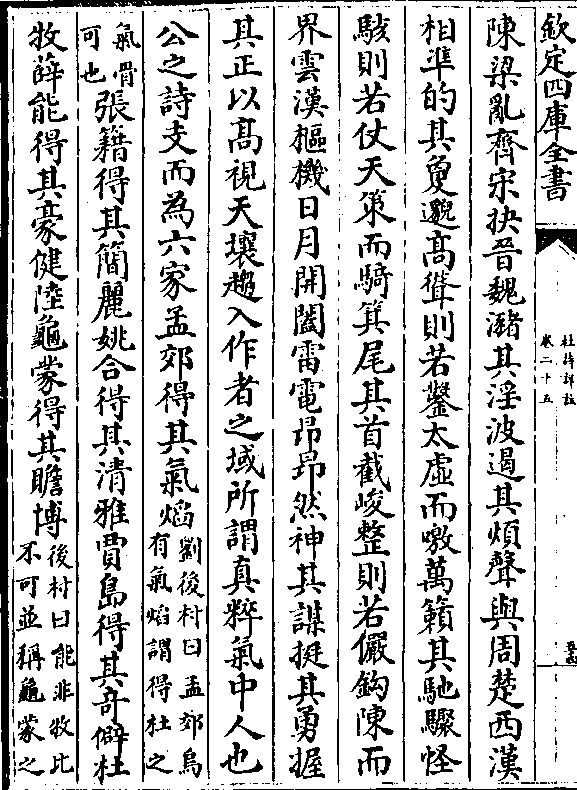 欽定四庫全書
杜詩詳註
卷二十五
陳梁亂齊宋抉晉魏瀦其淫波遏其煩聲與周楚西漢
相準的其夐邈高聳則若鑿太虛而噭萬籟其馳驟怪
駭則若仗天策而騎箕尾其首截峻整則若儼鈎陳而
界雲漢樞機日月開闔雷電昂昂然神其謀挺其勇握
其正以高視天壤趨入作者之域所謂真粹氣中人也
公之詩支而為六家孟郊得其氣焰劉後村曰孟郊烏有氣焰謂得杜之
氣骨可也張籍得其簡麗姚合得其清雅賈島得其奇僻杜
牧薛能得其豪健陸龜蒙得其贍博後村曰能非牧比不可並稱龜蒙之